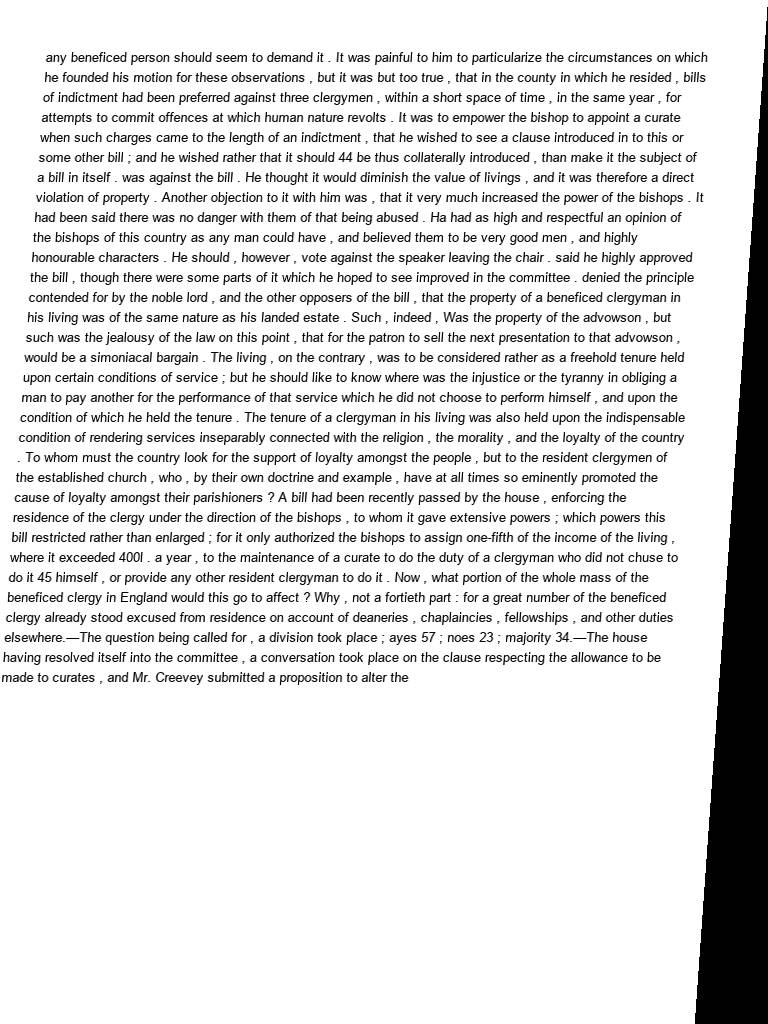 any beneficed person should seem to demand it . It was painful to him to particularize the circumstances on which
he founded his motion for these observations , but it was but too true , that in the county in which he resided , bills
of indictment had been preferred against three clergymen , within a short space of time , in the same year , for
attempts to commit offences at which human nature revolts . It was to empower the bishop to appoint a curate
when such charges came to the length of an indictment , that he wished to see a clause introduced in to this or
some other bill ; and he wished rather that it should 44 be thus collaterally introduced , than make it the subject of
a bill in itself . was against the bill . He thought it would diminish the value of livings , and it was therefore a direct
violation of property . Another objection to it with him was , that it very much increased the power of the bishops . It
had been said there was no danger with them of that being abused . Ha had as high and respectful an opinion of
the bishops of this country as any man could have , and believed them to be very good men , and highly
honourable characters . He should , however , vote against the speaker leaving the chair . said he highly approved
the bill , though there were some parts of it which he hoped to see improved in the committee . denied the principle
contended for by the noble lord , and the other opposers of the bill , that the property of a beneficed clergyman in
his living was of the same nature as his landed estate . Such , indeed , Was the property of the advowson , but
such was the jealousy of the law on this point , that for the patron to sell the next presentation to that advowson ,
would be a simoniacal bargain . The living , on the contrary , was to be considered rather as a freehold tenure held
upon certain conditions of service ; but he should like to know where was the injustice or the tyranny in obliging a
man to pay another for the performance of that service which he did not choose to perform himself , and upon the
condition of which he held the tenure . The tenure of a clergyman in his living was also held upon the indispensable
condition of rendering services inseparably connected with the religion , the morality , and the loyalty of the country
. To whom must the country look for the support of loyalty amongst the people , but to the resident clergymen of
the established church , who , by their own doctrine and example , have at all times so eminently promoted the
cause of loyalty amongst their parishioners ? A bill had been recently passed by the house , enforcing the
residence of the clergy under the direction of the bishops , to whom it gave extensive powers ; which powers this
bill restricted rather than enlarged ; for it only authorized the bishops to assign one-fifth of the income of the living ,
where it exceeded 400l . a year , to the maintenance of a curate to do the duty of a clergyman who did not chuse to
do it 45 himself , or provide any other resident clergyman to do it . Now , what portion of the whole mass of the
beneficed clergy in England would this go to affect ? Why , not a fortieth part : for a great number of the beneficed
clergy already stood excused from residence on account of deaneries , chaplaincies , fellowships , and other duties
elsewhere.—The question being called for , a division took place ; ayes 57 ; noes 23 ; majority 34.—The house
having resolved itself into the committee , a conversation took place on the clause respecting the allowance to be
made to curates , and Mr. Creevey submitted a proposition to alter the